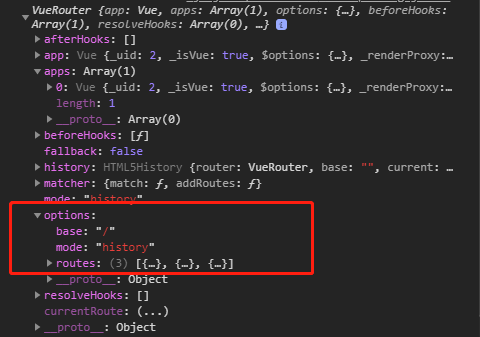 VueRouter {app: Vue, apps: Array(1), options: {…}, beforeHooks:
Array(1), resolveHooks: Array(0), …}
afterHooks: []
app: Vue {_uid: 2, _isVue: true, $options: {…}, _renderProxy:…
apps: Array(1)
0: Vue {_uid: 2, _isVue: true, $options: {…}, _renderProxy:…
length: 1
__proto__: Array(0)
beforeHooks: [ƒ]
fallback: false
history: HTML5History {router: VueRouter, base: "", current: …
matcher: {match: ƒ, addRoutes: ƒ}
mode: "history"
options:
base: "/"
mode: "history"
routes: (3) [{…}, {…}, {…}]
__proto__: Object
resolveHooks: []
currentRoute: (...)
__proto__: Object